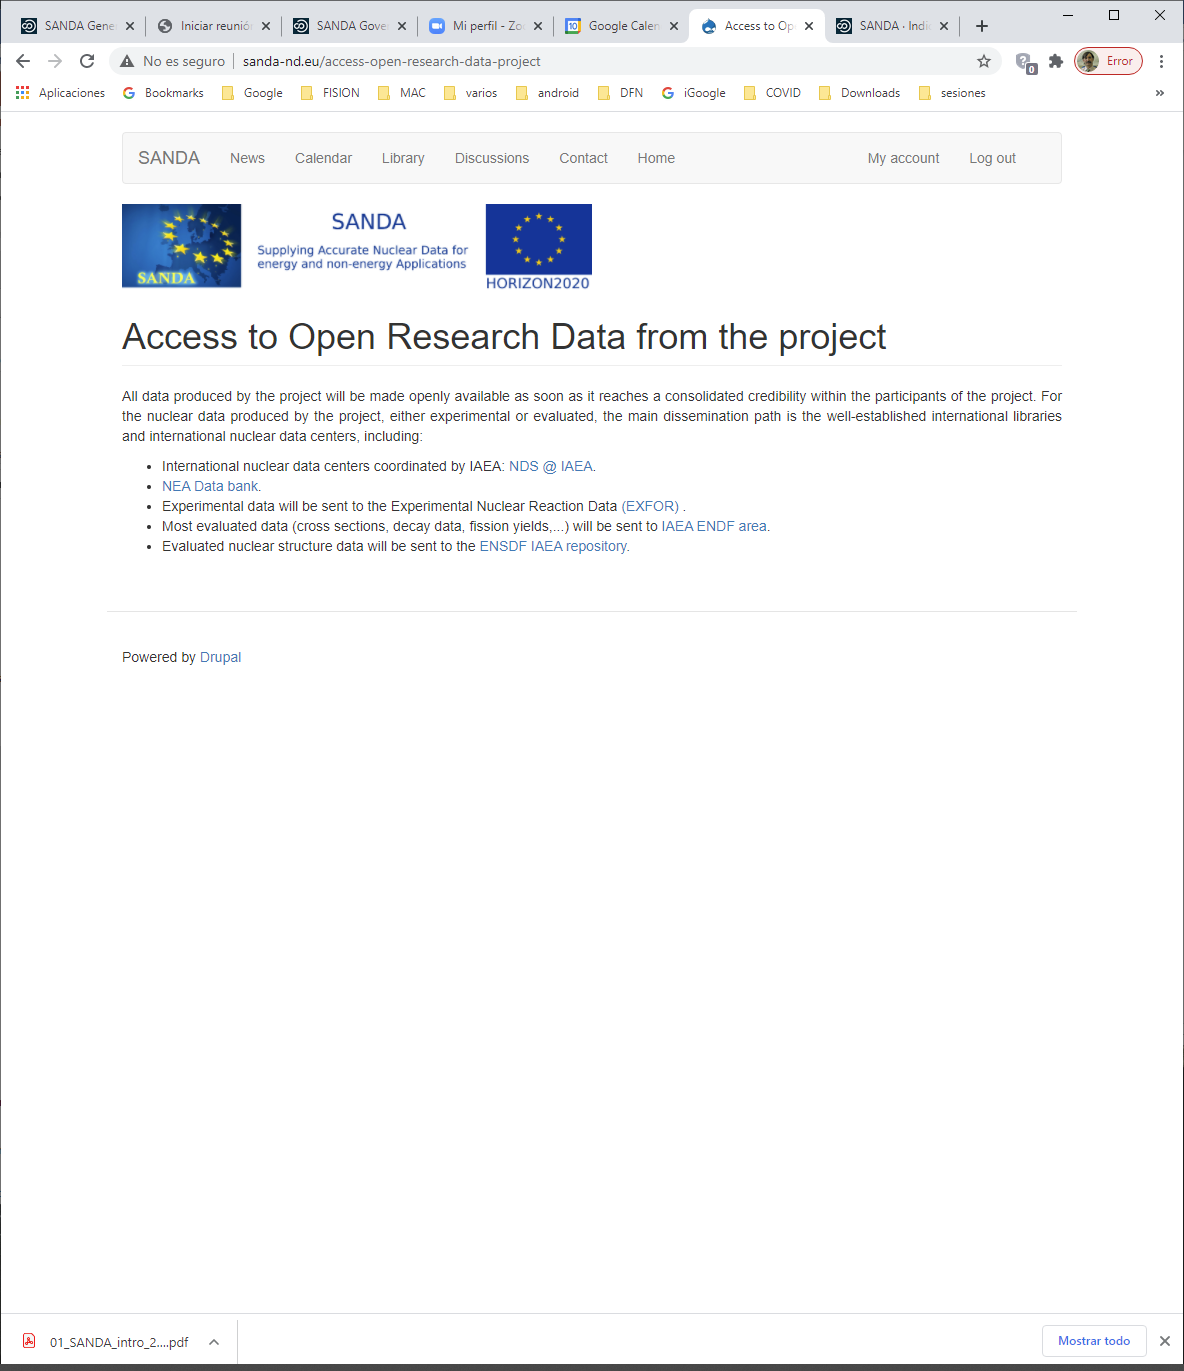 SANDA Gene
Iniciar reunión
SANDA Gove
Mi perfil - Zoo
Google Calen
Access to Op
SANDA · Indic
No es seguro
sanda-nd.eu/access-open-research-data-project
0
Error
Aplicaciones
Bookmarks
Google
FISION
MAC
varios
android
DFN
iGoogle
COVID
Downloads
sesiones
»
SANDA
News
Calendar
Library
Discussions
Contact
Home
My account
Log out
SANDA
SANDA
Supplying Accurate Nuclear Data for
energy and non-energy Applications
HORIZON2020
Access to Open Research Data from the project
All data produced by the project will be made openly available as soon as it reaches a consolidated credibility within the participants of the project. For
the nuclear data produced by the project, either experimental or evaluated, the main dissemination path is the well-established international libraries
and international nuclear data centers, including:
• International nuclear data centers coordinated by IAEA: NDS @ IAEA.
• NEA Data bank.
• Experimental data will be sent to the Experimental Nuclear Reaction Data (EXFOR) .
• Most evaluated data (cross sections, decay data, fission yields,...) will be sent to IAEA ENDF area.
• Evaluated nuclear structure data will be sent to the ENSDF IAEA repository.
Powered by Drupal
01_SANDA_intro_2....pdf
Mostrar todo